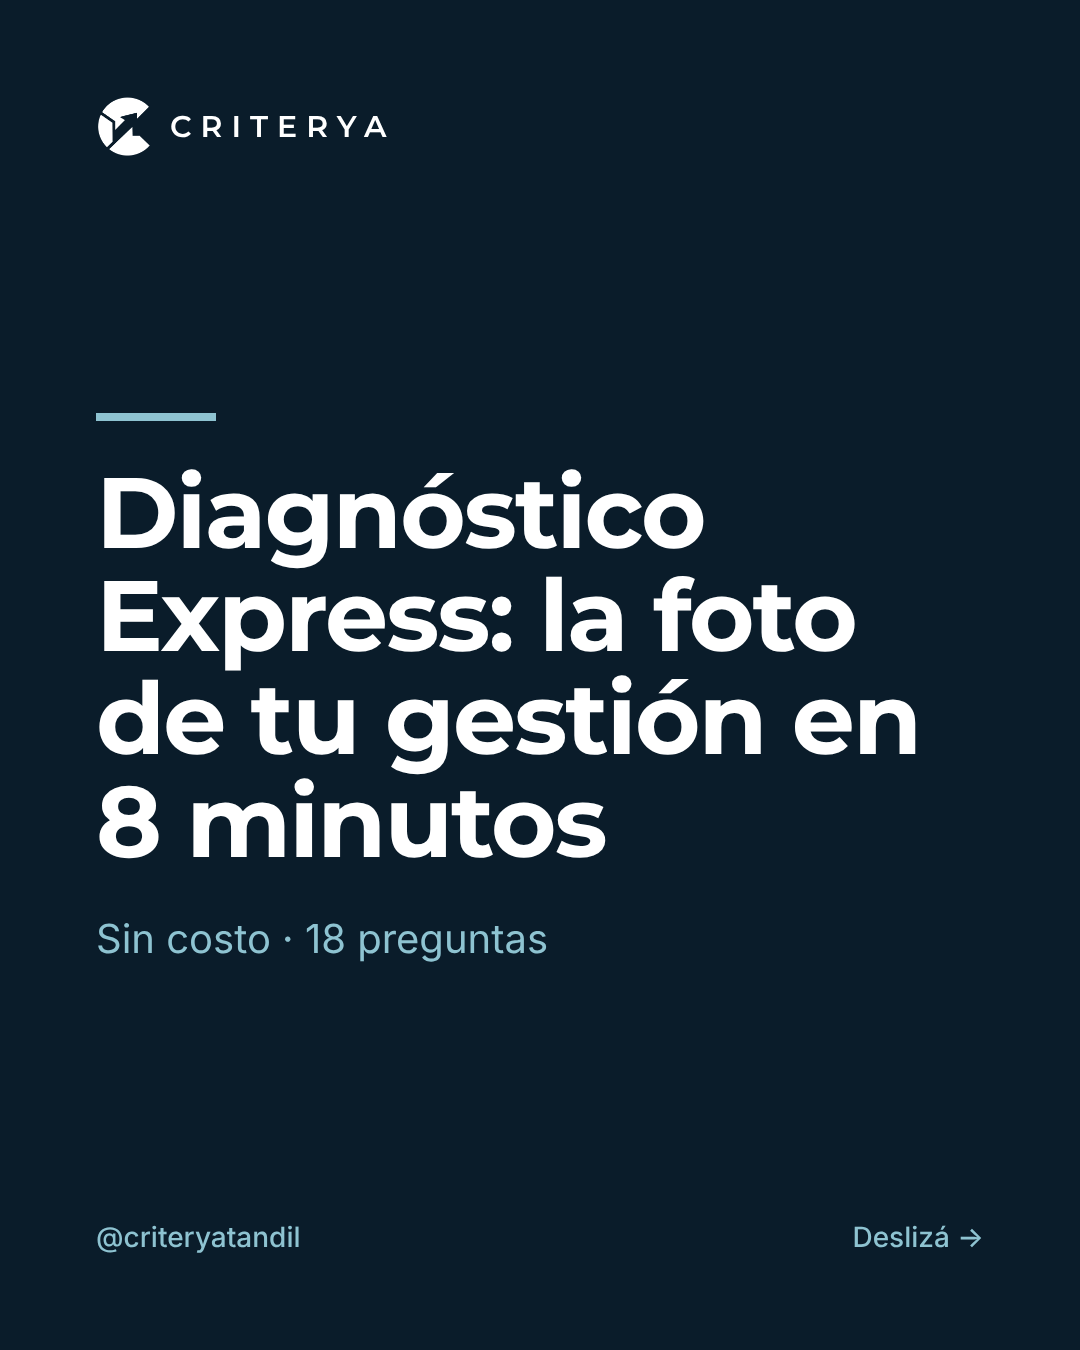 CRITERYA
Diagnóstico
Express: la foto
de tu gestión en
8 minutos
Sin costo · 18 preguntas
@criteryatandil
Deslizá →